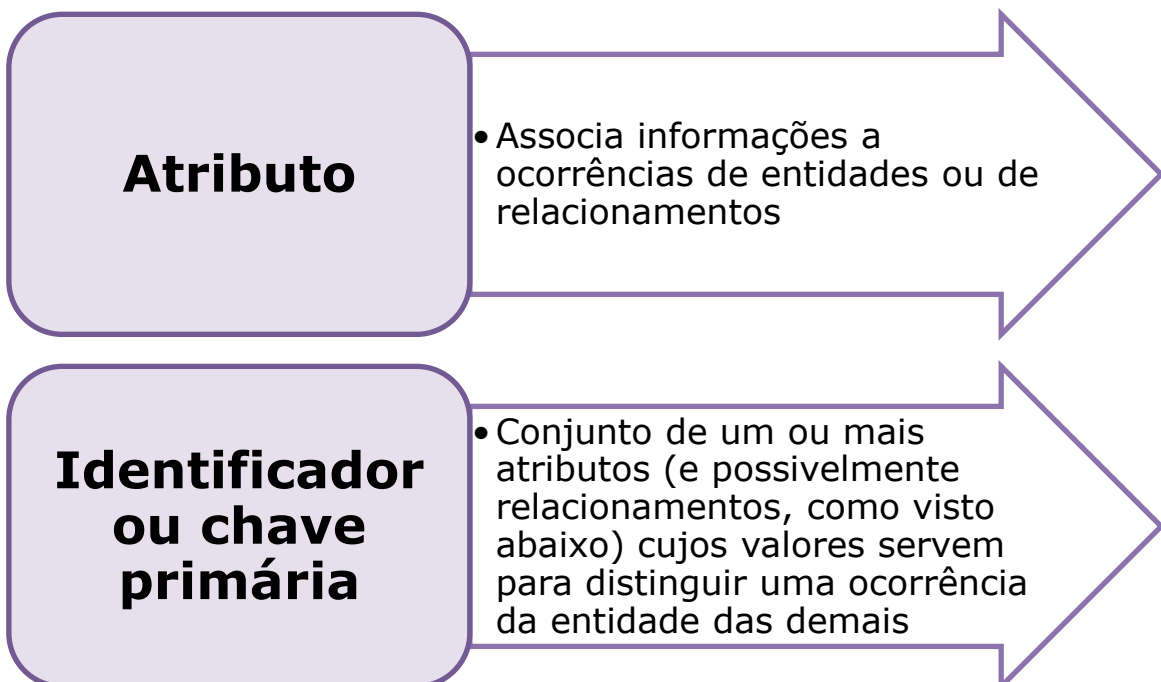 Atributo
• Associa informações a
ocorrências de entidades ou de
relacionamentos
Identificador
ou chave
primária
• Conjunto de um ou mais
atributos (e possivelmente
relacionamentos, como visto
abaixo) cujos valores servem
para distinguir uma ocorrência
da entidade das demais